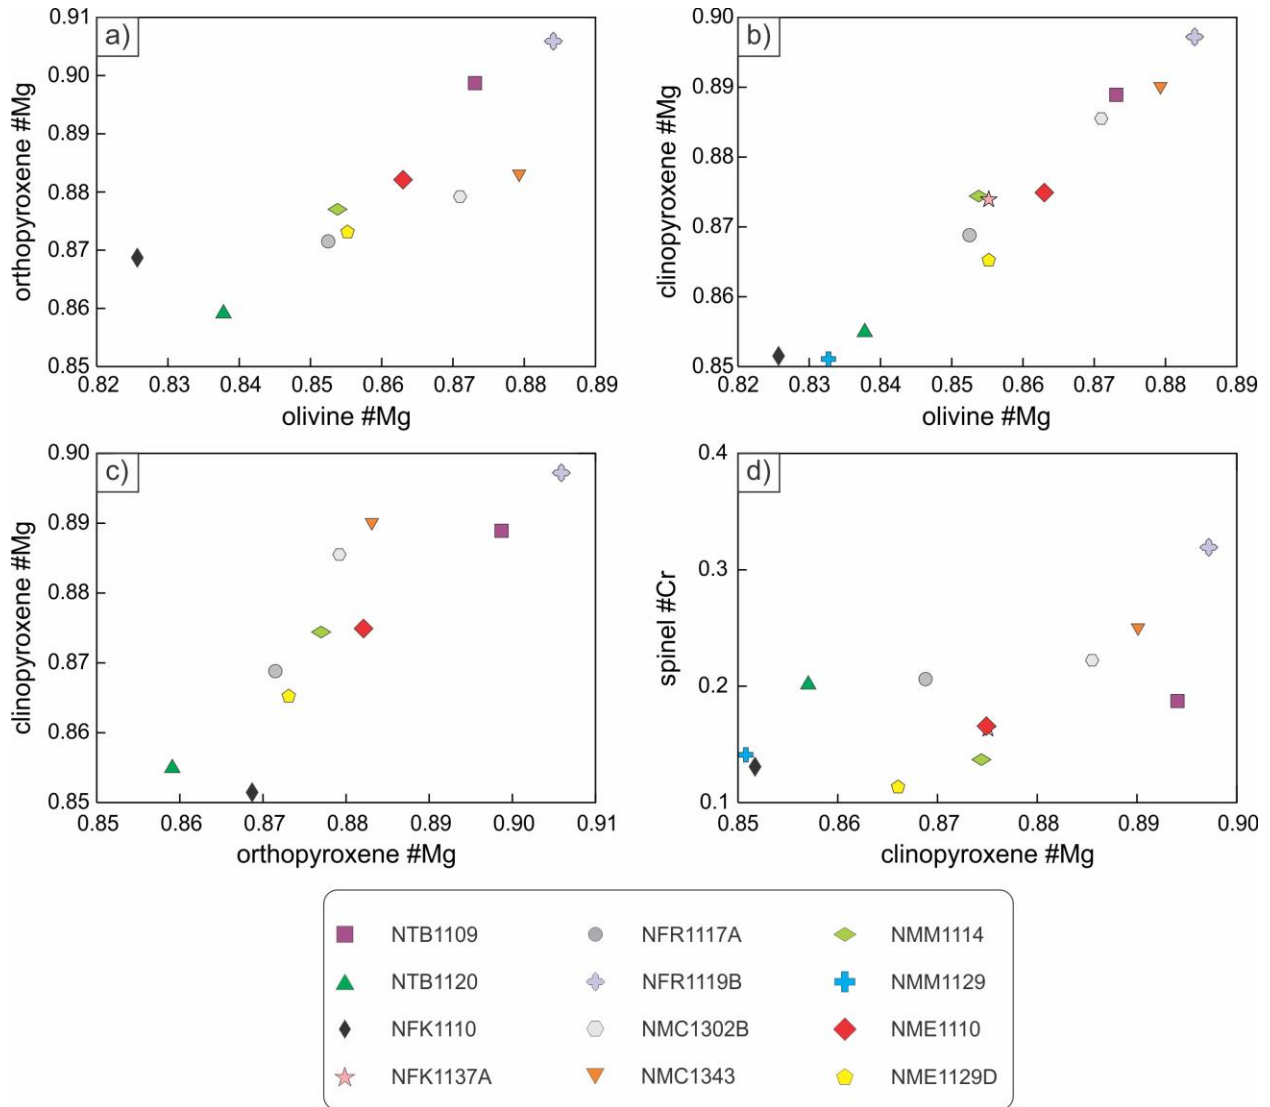 a)
0.91
0.90
0.89
0.88
0.87
0.86
0.85
orthopyroxene #Mg
0.82 0.83 0.84 0.85 0.86 0.87 0.88 0.89
olivine #Mg
b)
0.90
0.89
0.88
0.87
0.86
0.85
clinopyroxene #Mg
0.82 0.83 0.84 0.85 0.86 0.87 0.88 0.89
olivine #Mg
c)
0.90
0.89
0.88
0.87
0.86
0.85
clinopyroxene #Mg
0.85 0.86 0.87 0.88 0.89 0.90 0.91
orthopyroxene #Mg
d)
0.4
0.3
0.2
0.1
spinel #Cr
0.85 0.86 0.87 0.88 0.89 0.90
clinopyroxene #Mg
NTB1109 NFR1117A NMM1114
NTB1120 NFR1119B NMM1129
NFK1110 NMC1302B NME1110
NFK1137A NMC1343 NME1129D